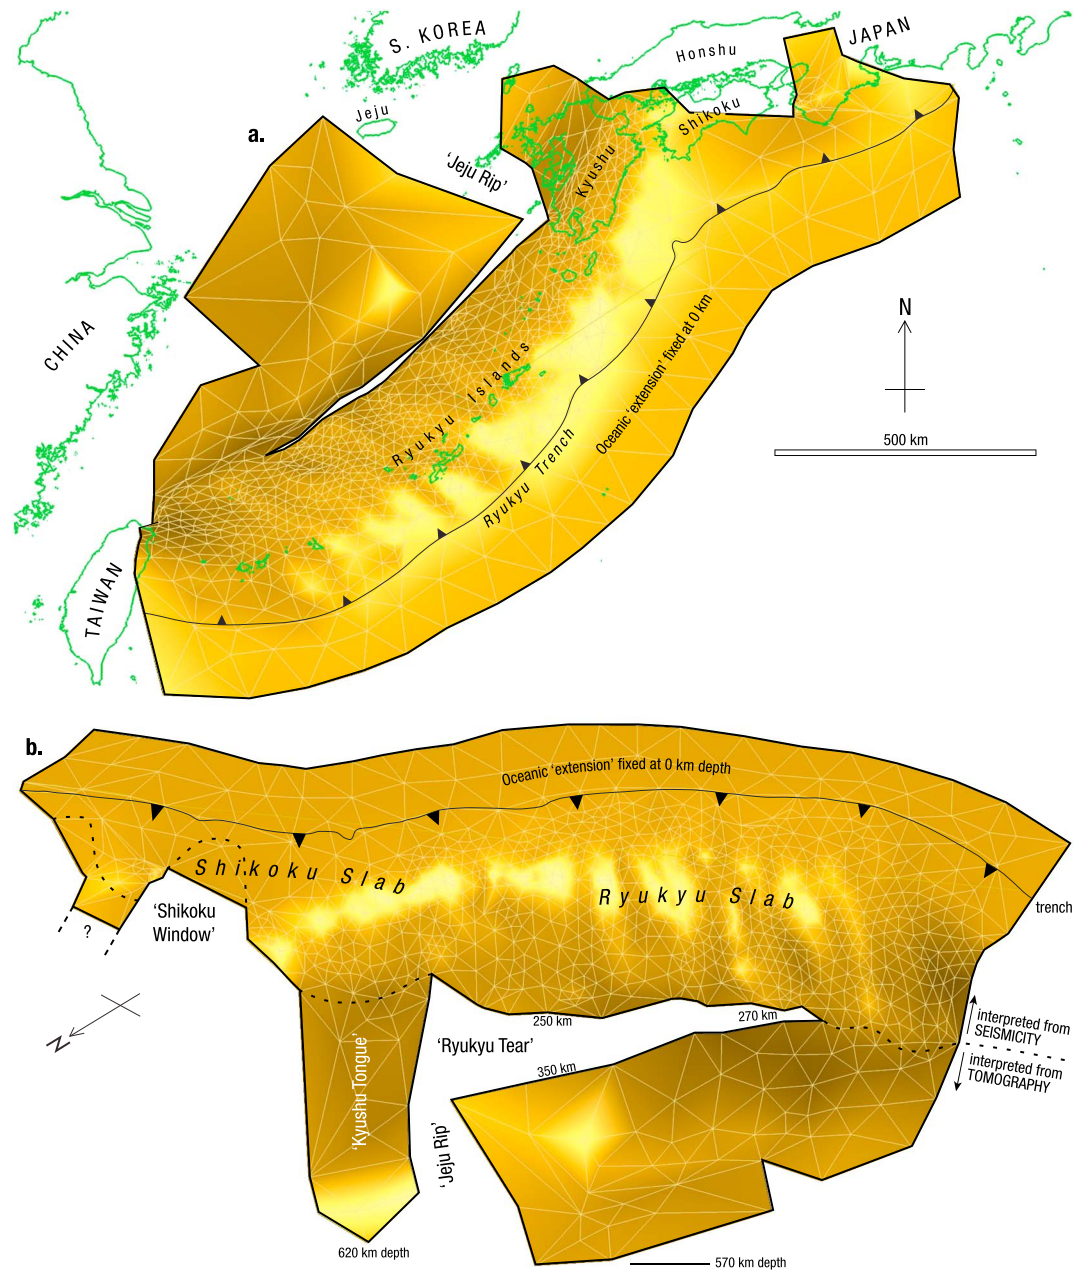 S. KOREA
JAPAN
Honshu
Jeju
a.
Shikoku
'Jeju Rip'
Kyushu
CHINA
N
Oceanic 'extension' fixed at 0 km
Ryukyu Islands
500 km
Ryukyu Trench
TAIWAN
b.
Oceanic 'extension' fixed at 0 km depth
Shikoku Slab
Ryukyu Slab
trench
'Shikoku
Window'
?
N
250 km
270 km
interpreted from
SEISMICITY
'Ryukyu Tear'
interpreted from
TOMOGRAPHY
350 km
'Kyushu Tongue'
'Jeju Rip'
620 km depth
570 km depth